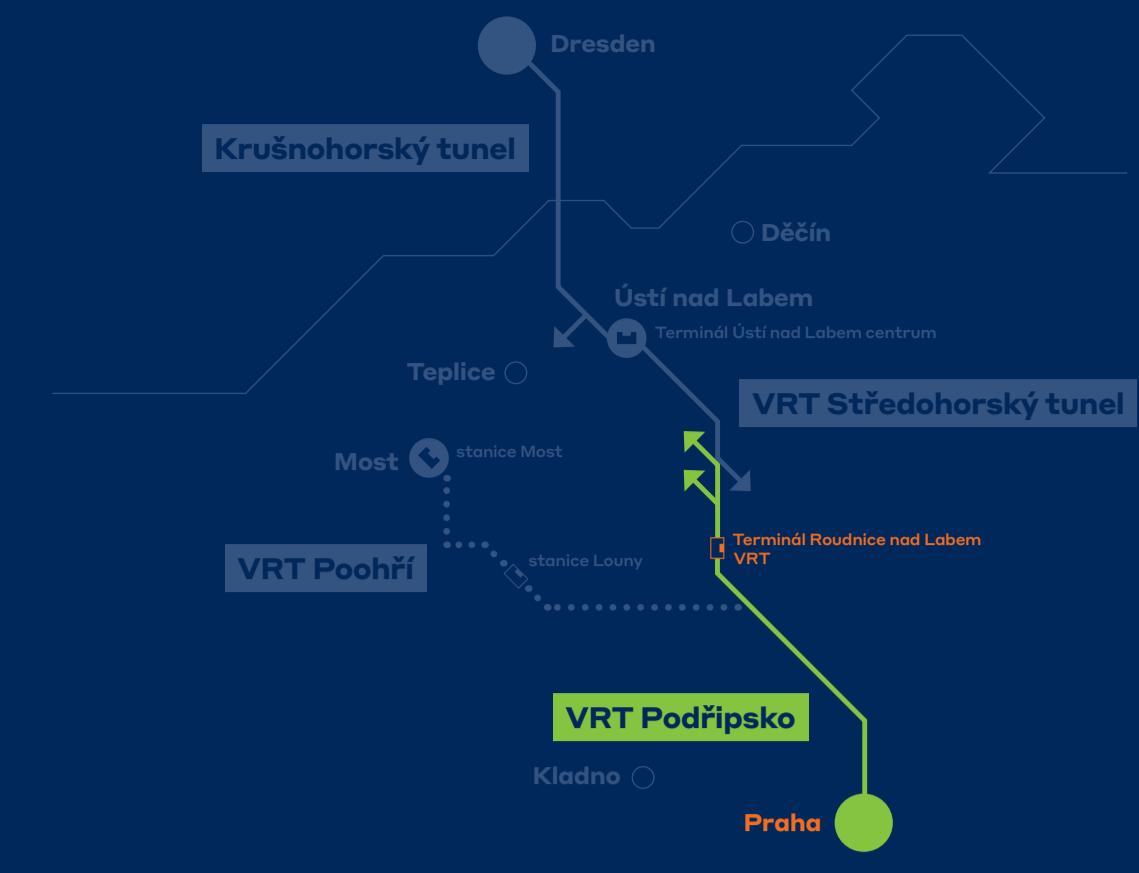 Dresden
Krušnohorský tunel
Děčín
Ústí nad Labem
Terminál Ústí nad Labem centrum
Teplice
VRT Středohorský tunel
Most
stanice Most
Terminál Roudnice nad Labem
VRT
stanice Louny
VRT Poohří
VRT Podřipsko
Kladno
Praha